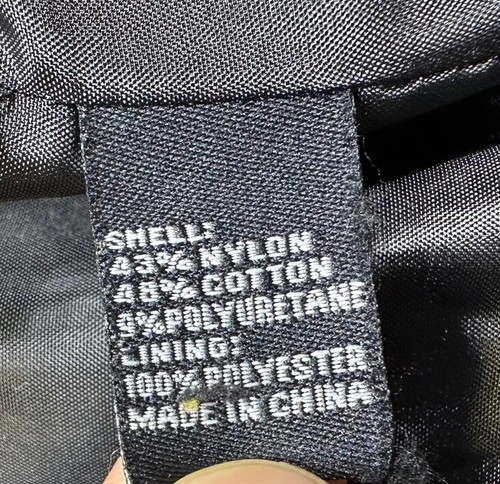 SHELL:
43% NYLON
48% COTTON
9% POLYURETANE
LINING:
100% POLYESTER
MADE IN CHINA